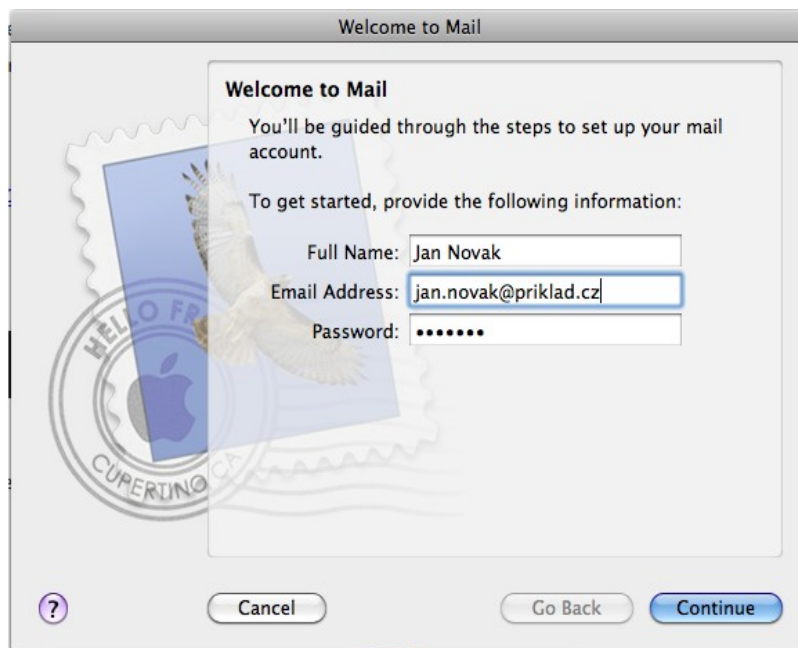 Welcome to Mail
Welcome to Mail
You'll be guided through the steps to set up your mail
account.
To get started, provide the following information:
Full Name: Jan Novak
Email Address: jan.novak@priklad.cz
Password: •••••••
HELLO FRO
CUPERTINO CA
? Cancel Go Back Continue